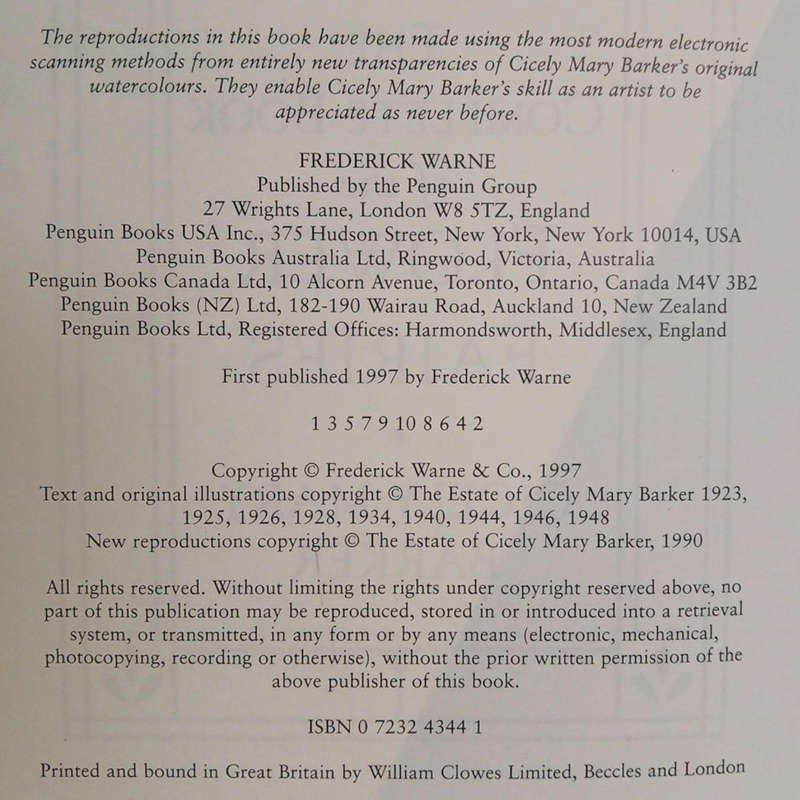 The reproductions in this book have been made using the most modern electronic
scanning methods from entirely new transparencies of Cicely Mary Barker's original
watercolours. They enable Cicely Mary Barker's skill as an artist to be
appreciated as never before.
FREDERICK WARNE
Published by the Penguin Group
27 Wrights Lane, London W8 5TZ, England
Penguin Books USA Inc., 375 Hudson Street, New York, New York 10014, USA
Penguin Books Australia Ltd, Ringwood, Victoria, Australia
Penguin Books Canada Ltd, 10 Alcorn Avenue, Toronto, Ontario, Canada M4V 3B2
Penguin Books (NZ) Ltd, 182-190 Wairau Road, Auckland 10, New Zealand
Penguin Books Ltd, Registered Offices: Harmondsworth, Middlesex, England
First published 1997 by Frederick Warne
1 3 5 7 9 10 8 6 4 2
Copyright © Frederick Warne & Co., 1997
Text and original illustrations copyright © The Estate of Cicely Mary Barker 1923,
1925, 1926, 1928, 1934, 1940, 1944, 1946, 1948
New reproductions copyright © The Estate of Cicely Mary Barker, 1990
All rights reserved. Without limiting the rights under copyright reserved above, no
part of this publication may be reproduced, stored in or introduced into a retrieval
system, or transmitted, in any form or by any means (electronic, mechanical,
photocopying, recording or otherwise), without the prior written permission of the
above publisher of this book.
ISBN 0 7232 4344 1
Printed and bound in Great Britain by William Clowes Limited, Beccles and London